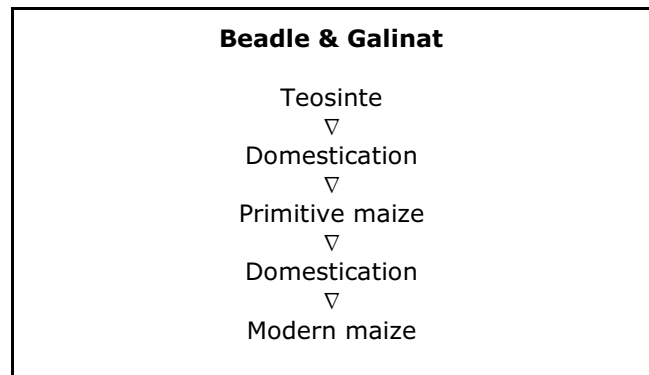 Beadle & Galinat
Teosinte
∇
Domestication
∇
Primitive maize
∇
Domestication
∇
Modern maize